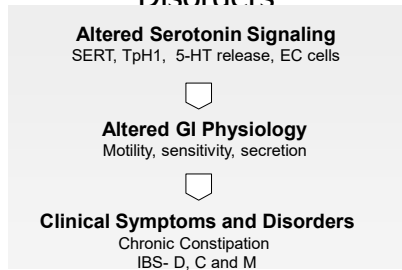 Disorders
Altered Serotonin Signaling
SERT, TpH1, 5-HT release, EC cells
Altered GI Physiology
Motility, sensitivity, secretion
Clinical Symptoms and Disorders
Chronic Constipation
IBS- D, C and M